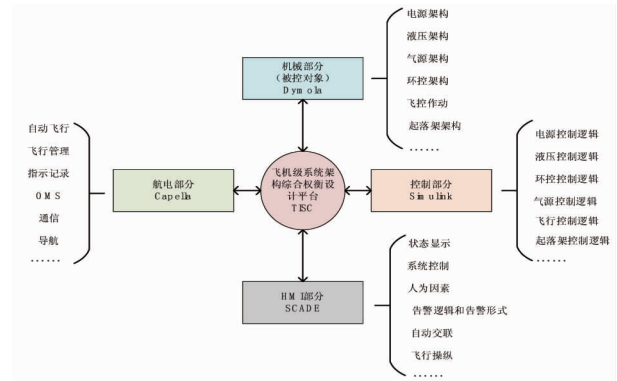 电源架构
液压架构
气源架构
环控架构
飞控作动
起落架架构
......
机械部分
(被控对象)
Dymola
自动飞行
飞行管理
指示记录
OMS
通信
导航
......
航电部分
Capella
飞机级系统架
构综合权衡设
计平台
TISC
控制部分
Simulink
电源控制逻辑
液压控制逻辑
环控控制逻辑
气源控制逻辑
飞行控制逻辑
起落架控制逻辑
......
HMI部分
SCADE
状态显示
系统控制
人为因素
告警逻辑和告警形式
自动交联
飞行操纵
......